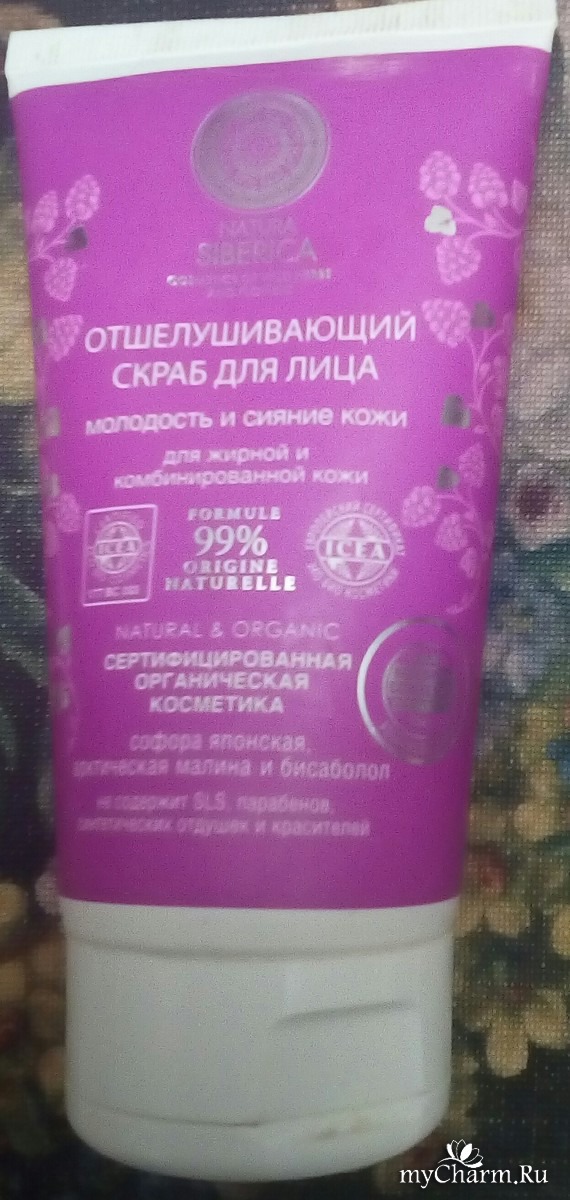 NATURA
SIBERICA
ОТШЕЛУШИВАЮЩИЙ
СКРАБ ДЛЯ ЛИЦА
МОЛОДОСТЬ И СИЯНИЕ КОЖИ
для жирной и
комбинированной кожи
ICEA
FORMULE
99%
ORIGINE
NATURELLE
ICEA
NATURAL & ORGANIC
СЕРТИФИЦИРОВАННАЯ
ОРГАНИЧЕСКАЯ
КОСМЕТИКА
софора японская,
арктическая малина и бисаболол
не содержит SLS, парабенов,
синтетических отдушек и красителей
myCharm.Ru